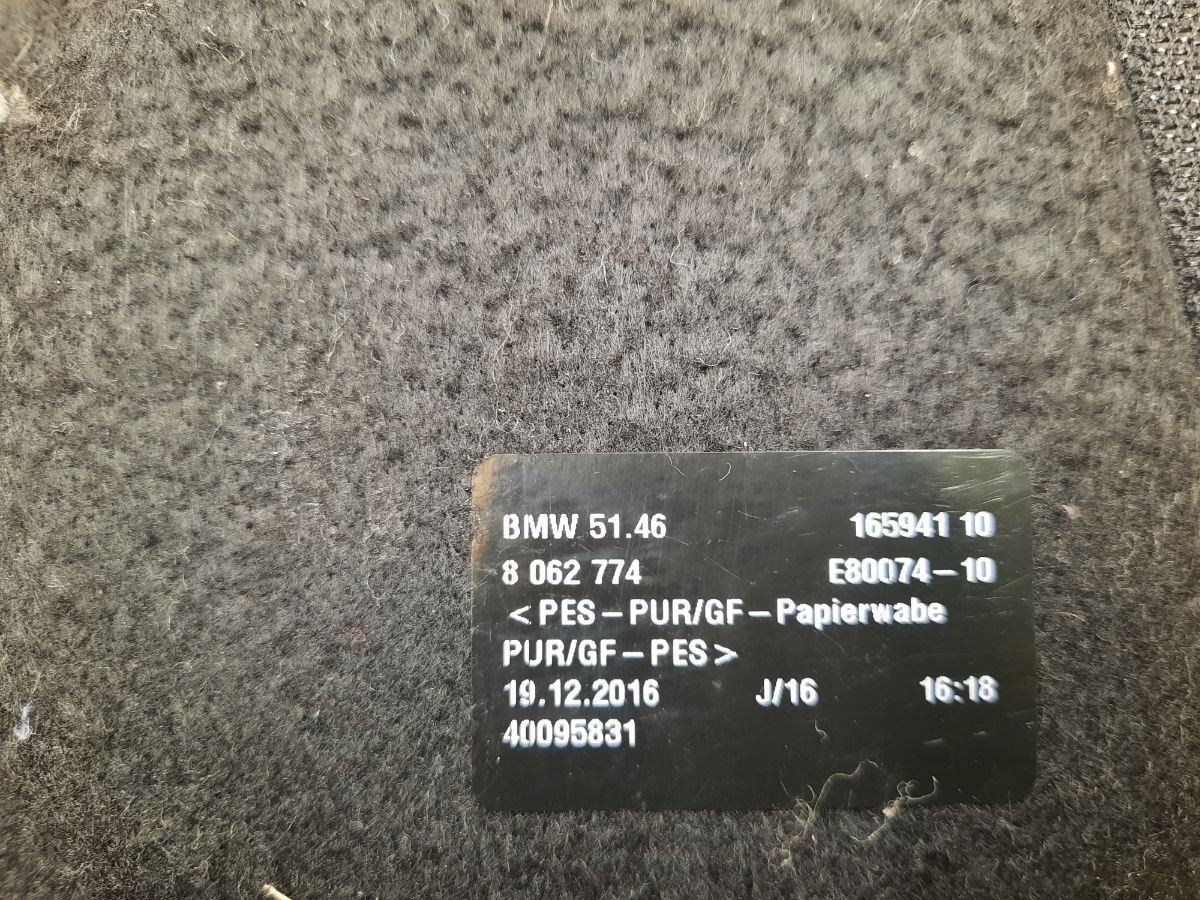 BMW 51.46 165941 10
8 062 774 E80074–10
< PES – PUR/GF – Papierwabe
PUR/GF – PES >
19.12.2016 J/16 16:18
40095831